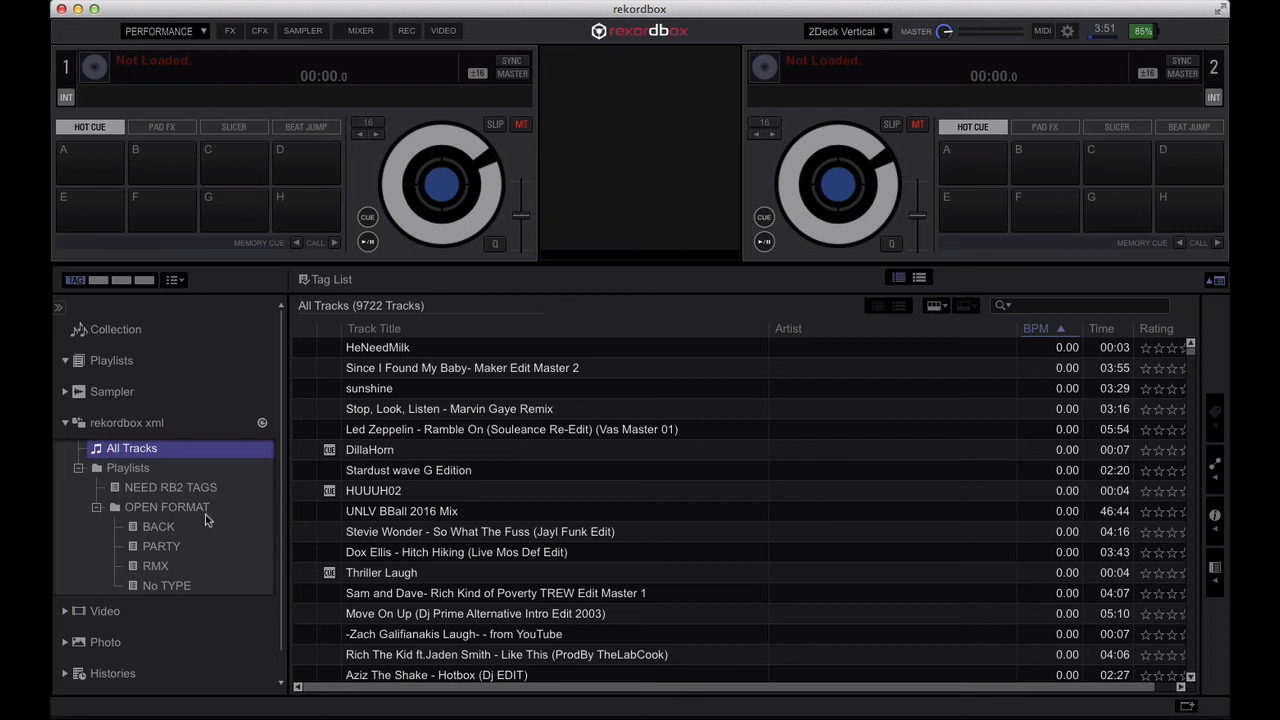 rekordbox
PERFORMANCE FX CFX SAMPLER MIXER REC VIDEO rekordbox 2Deck Vertical MASTER MIDI 3:51 85%
1 Not Loaded. 00:00.0 ±16 SYNC MASTER
INT
HOT CUE PAD FX SLICER BEAT JUMP 16 SLIP MT
A B C D
E F G H CUE
MEMORY CUE CALL Q
Not Loaded. 00:00.0 ±16 SYNC MASTER 2
INT
16 SLIP MT HOT CUE PAD FX SLICER BEAT JUMP
A B C D
CUE E F G H
Q MEMORY CUE CALL
TAG Tag List
Collection
Playlists
Sampler
rekordbox xml
All Tracks
Playlists
NEED RB2 TAGS
OPEN FORMAT
BACK
PARTY
RMX
No TYPE
Video
Photo
Histories
All Tracks (9722 Tracks)
Track Title Artist BPM Time Rating
HeNeedMilk 0.00 00:03
Since I Found My Baby- Maker Edit Master 2 0.00 03:55
sunshine 0.00 03:29
Stop, Look, Listen - Marvin Gaye Remix 0.00 03:16
Led Zeppelin - Ramble On (Souleance Re-Edit) (Vas Master 01) 0.00 05:54
CUE DillaHorn 0.00 00:07
Stardust wave G Edition 0.00 02:20
CUE HUUUH02 0.00 00:04
UNLV BBall 2016 Mix 0.00 46:44
Stevie Wonder - So What The Fuss (Jayl Funk Edit) 0.00 04:16
Dox Ellis - Hitch Hiking (Live Mos Def Edit) 0.00 03:43
CUE Thriller Laugh 0.00 00:04
Sam and Dave- Rich Kind of Poverty TREW Edit Master 1 0.00 04:07
Move On Up (Dj Prime Alternative Intro Edit 2003) 0.00 05:10
-Zach Galifianakis Laugh- - from YouTube 0.00 00:07
Rich The Kid ft.Jaden Smith - Like This (ProdBy TheLabCook) 0.00 04:06
Aziz The Shake - Hotbox (Dj EDIT) 0.00 02:27